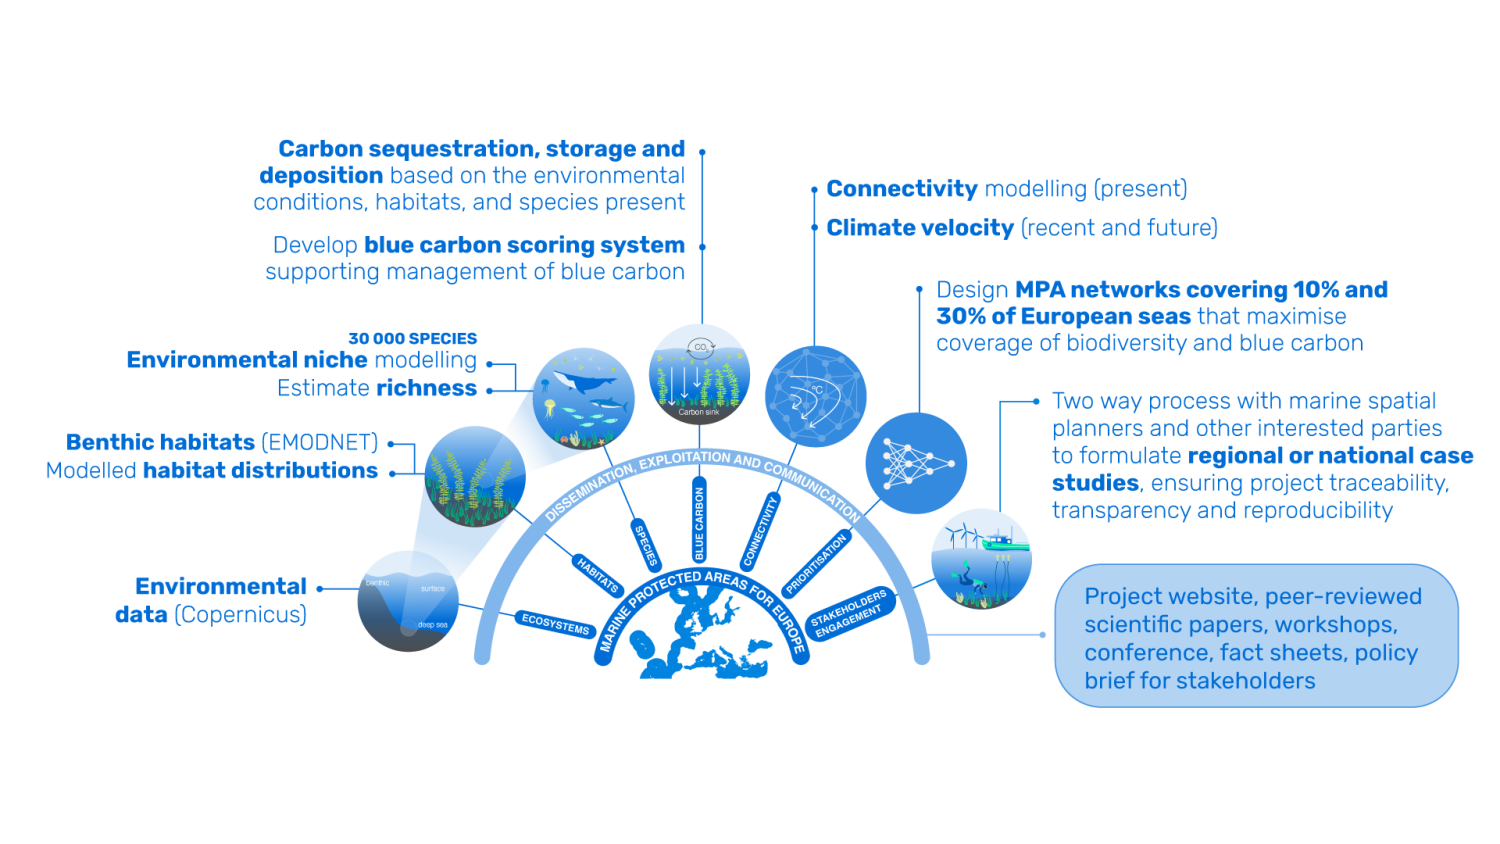 Carbon sequestration, storage and
deposition based on the environmental
conditions, habitats, and species present
Develop blue carbon scoring system
supporting management of blue carbon
30 000 SPECIES
Environmental niche modelling
Estimate richness
Benthic habitats (EMODNET)
Modelled habitat distributions
Environmental
data (Copernicus)
benthic
surface
deep sea
CO₂
Carbon sink
°C
Connectivity modelling (present)
Climate velocity (recent and future)
Design MPA networks covering 10% and
30% of European seas that maximise
coverage of biodiversity and blue carbon
Two way process with marine spatial
planners and other interested parties
to formulate regional or national case
studies, ensuring project traceability,
transparency and reproducibility
Project website, peer-reviewed
scientific papers, workshops,
conference, fact sheets, policy
brief for stakeholders
DISSEMINATION, EXPLOITATION AND COMMUNICATION
ECOSYSTEMS
HABITATS
SPECIES
BLUE CARBON
CONNECTIVITY
PRIORITISATION
STAKEHOLDERS
ENGAGEMENT
MARINE PROTECTED AREAS FOR EUROPE